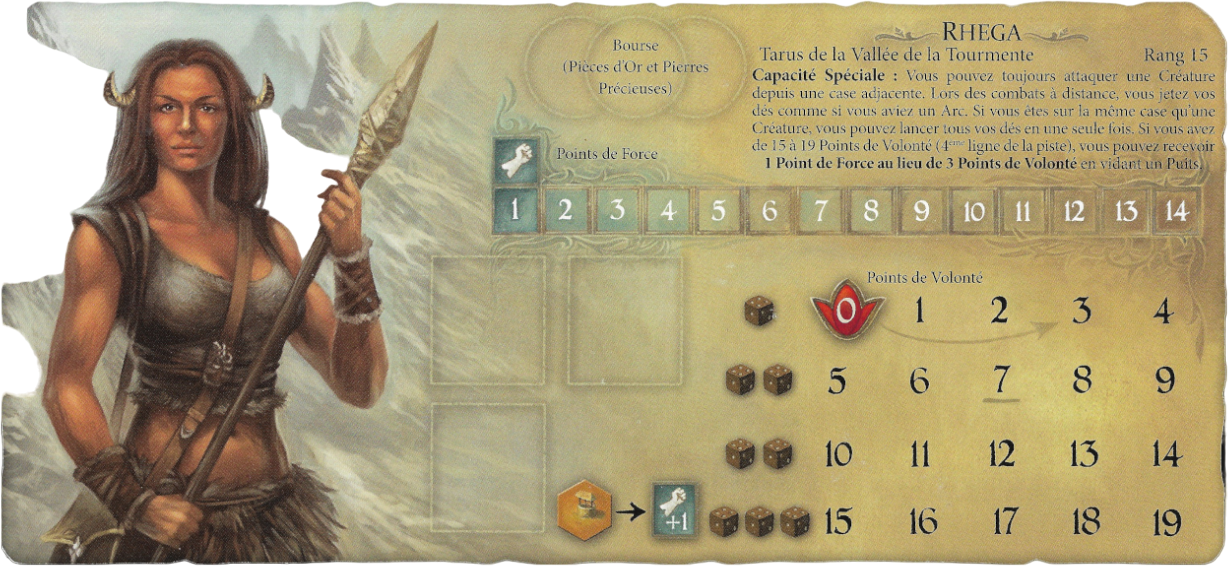 RHEGA
Tarus de la Vallée de la Tourmente Rang 15
Capacité Spéciale : Vous pouvez toujours attaquer une Créature
depuis une case adjacente. Lors des combats à distance, vous jetez vos
dés comme si vous aviez un Arc. Si vous êtes sur la même case qu'une
Créature, vous pouvez lancer tous vos dés en une seule fois. Si vous avez
de 15 à 19 Points de Volonté (4ème ligne de la piste), vous pouvez recevoir
1 Point de Force au lieu de 3 Points de Volonté en vidant un Puits.
Bourse
(Pièces d'Or et Pierres
Précieuses)
Points de Force
1 2 3 4 5 6 7 8 9 10 11 12 13 14
Points de Volonté
0 1 2 3 4
5 6 7 8 9
10 11 12 13 14
+1 15 16 17 18 19